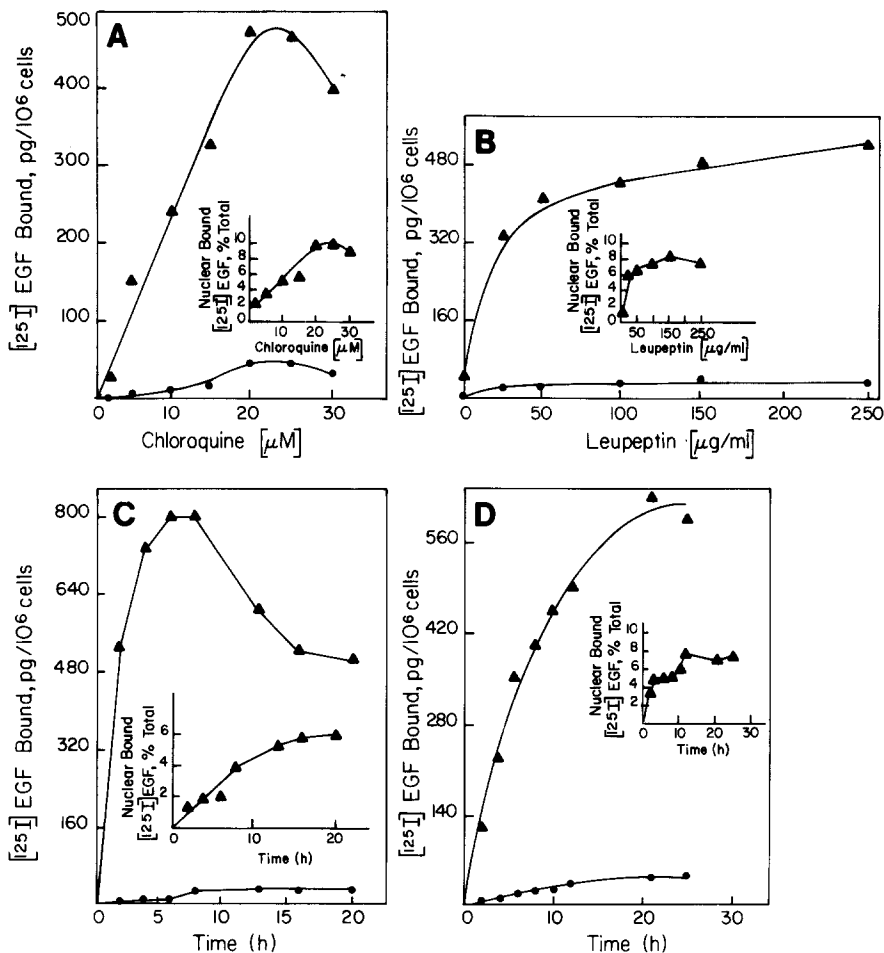 A
[125I] EGF Bound, pg/10⁶ cells
500
400
300
200
100
0
10
20
30
Chloroquine [μM]
Nuclear Bound
[125I] EGF, % Total
10
8
6
4
2
10
20
30
Chloroquine
[μM]
B
[125I] EGF Bound, pg/10⁶ cells
480
320
160
0
50
100
150
200
250
Leupeptin [μg/ml]
Nuclear Bound
[125I] EGF, % Total
10
8
6
4
2
50
150
250
Leupeptin
[μg/ml]
C
[125I] EGF Bound, pg/10⁶ cells
800
640
480
320
160
0
5
10
15
20
Time (h)
Nuclear Bound
[125I] EGF, % Total
6
4
2
0
10
20
Time (h)
D
[125I] EGF Bound, pg/10⁶ cells
560
420
280
140
0
10
20
30
Time (h)
Nuclear Bound
[125I] EGF, % Total
10
8
6
4
2
0
10
20
30
Time (h)